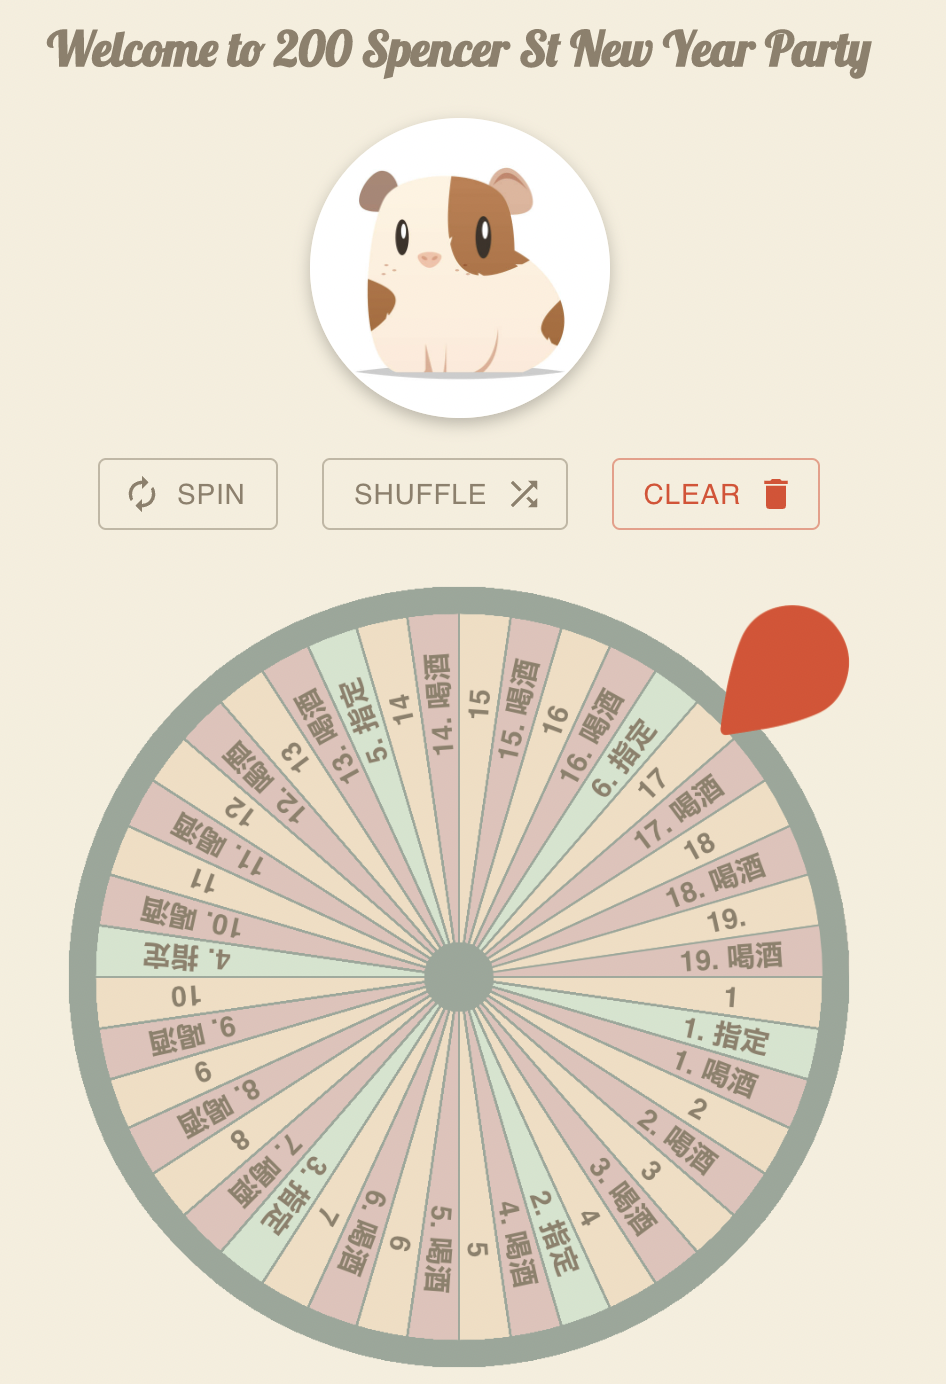 Welcome to 200 Spencer St New Year Party
SPIN
SHUFFLE
CLEAR
15
15. 喝酒
16
16. 喝酒
6. 指定
17
17. 喝酒
18
18. 喝酒
19.
19. 喝酒
1
1. 指定
1. 喝酒
2
2. 喝酒
3
3. 喝酒
4
2. 指定
4. 喝酒
5
5. 喝酒
6
6. 喝酒
7
3. 指定
7. 喝酒
8
8. 喝酒
9
9. 喝酒
10
4. 指定
10. 喝酒
11
11. 喝酒
12
12. 喝酒
13
13. 喝酒
5. 指定
14
14. 喝酒